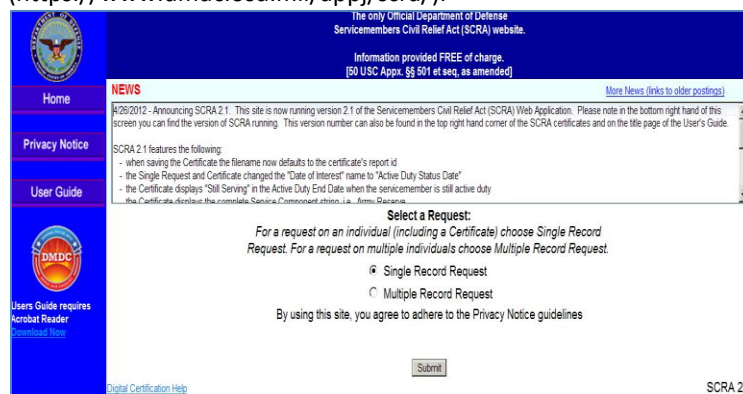 The only Official Department of Defense
Servicemembers Civil Relief Act (SCRA) website.
Information provided FREE of charge.
[50 USC Appx. §§ 501 et seq, as amended]
Home
Privacy Notice
User Guide
DMDC
Users Guide requires
Acrobat Reader
Download Now
NEWS
More News (links to older postings)
4/26/2012 - Announcing SCRA 2.1. This site is now running version 2.1 of the Servicemembers Civil Relief Act (SCRA) Web Application. Please note in the bottom right hand of this
screen you can find the version of SCRA running. This version number can also be found in the top right hand corner of the SCRA certificates and on the title page of the User's Guide.
SCRA 2.1 features the following:
- when saving the Certificate the filename now defaults to the certificate's report id
- the Single Request and Certificate changed the "Date of Interest" name to "Active Duty Status Date"
- the Certificate displays "Still Serving" in the Active Duty End Date when the servicemember is still active duty
- the Certificate displays the complete Service Component string, i.e. Army Reserve
Select a Request:
For a request on an individual (including a Certificate) choose Single Record
Request. For a request on multiple individuals choose Multiple Record Request.
Single Record Request
Multiple Record Request
By using this site, you agree to adhere to the Privacy Notice guidelines
Submit
Digital Certification Help
SCRA 2